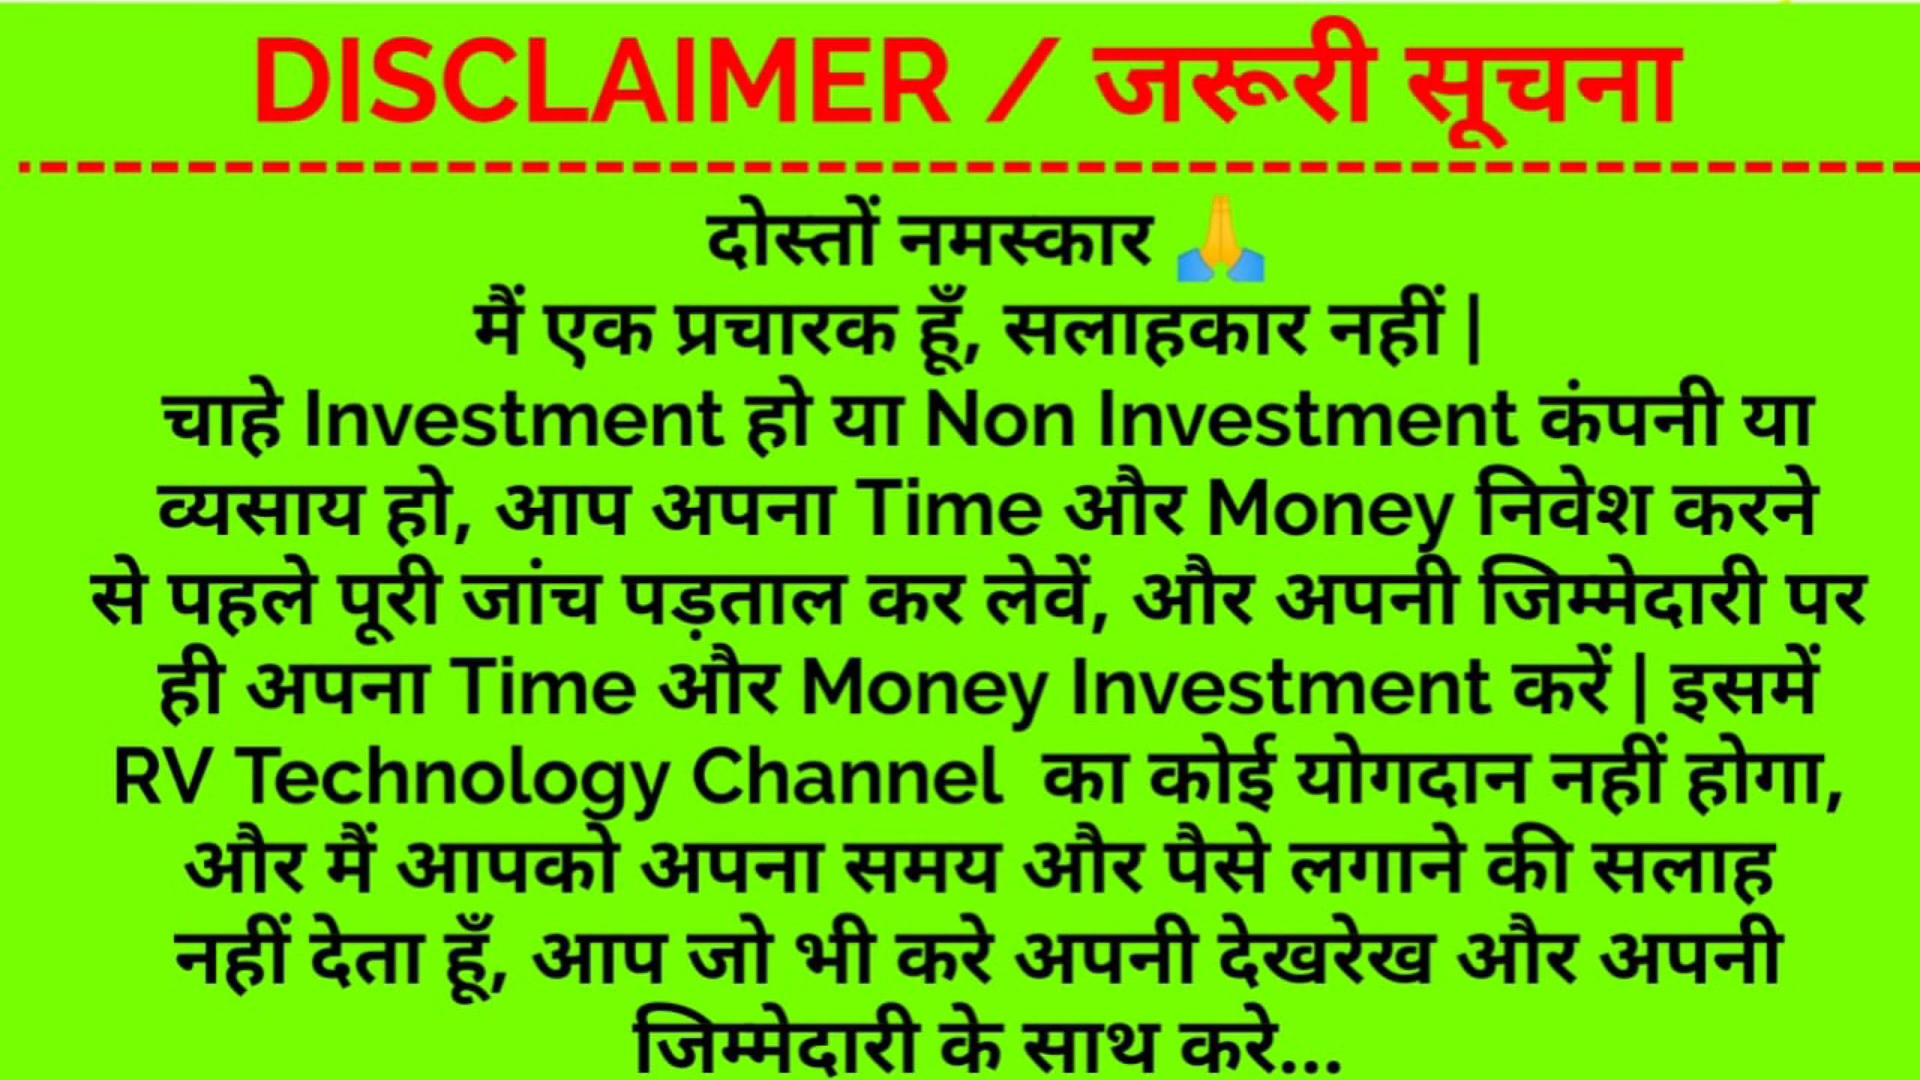 DISCLAIMER / जरूरी सूचना
दोस्तों नमस्कार 🙏
मैं एक प्रचारक हूँ, सलाहकार नहीं |
चाहे Investment हो या Non Investment कंपनी या
व्यसाय हो, आप अपना Time और Money निवेश करने
से पहले पूरी जांच पड़ताल कर लेवें, और अपनी जिम्मेदारी पर
ही अपना Time और Money Investment करें | इसमें
RV Technology Channel का कोई योगदान नहीं होगा,
और मैं आपको अपना समय और पैसे लगाने की सलाह
नहीं देता हूँ, आप जो भी करे अपनी देखरेख और अपनी
जिम्मेदारी के साथ करे...